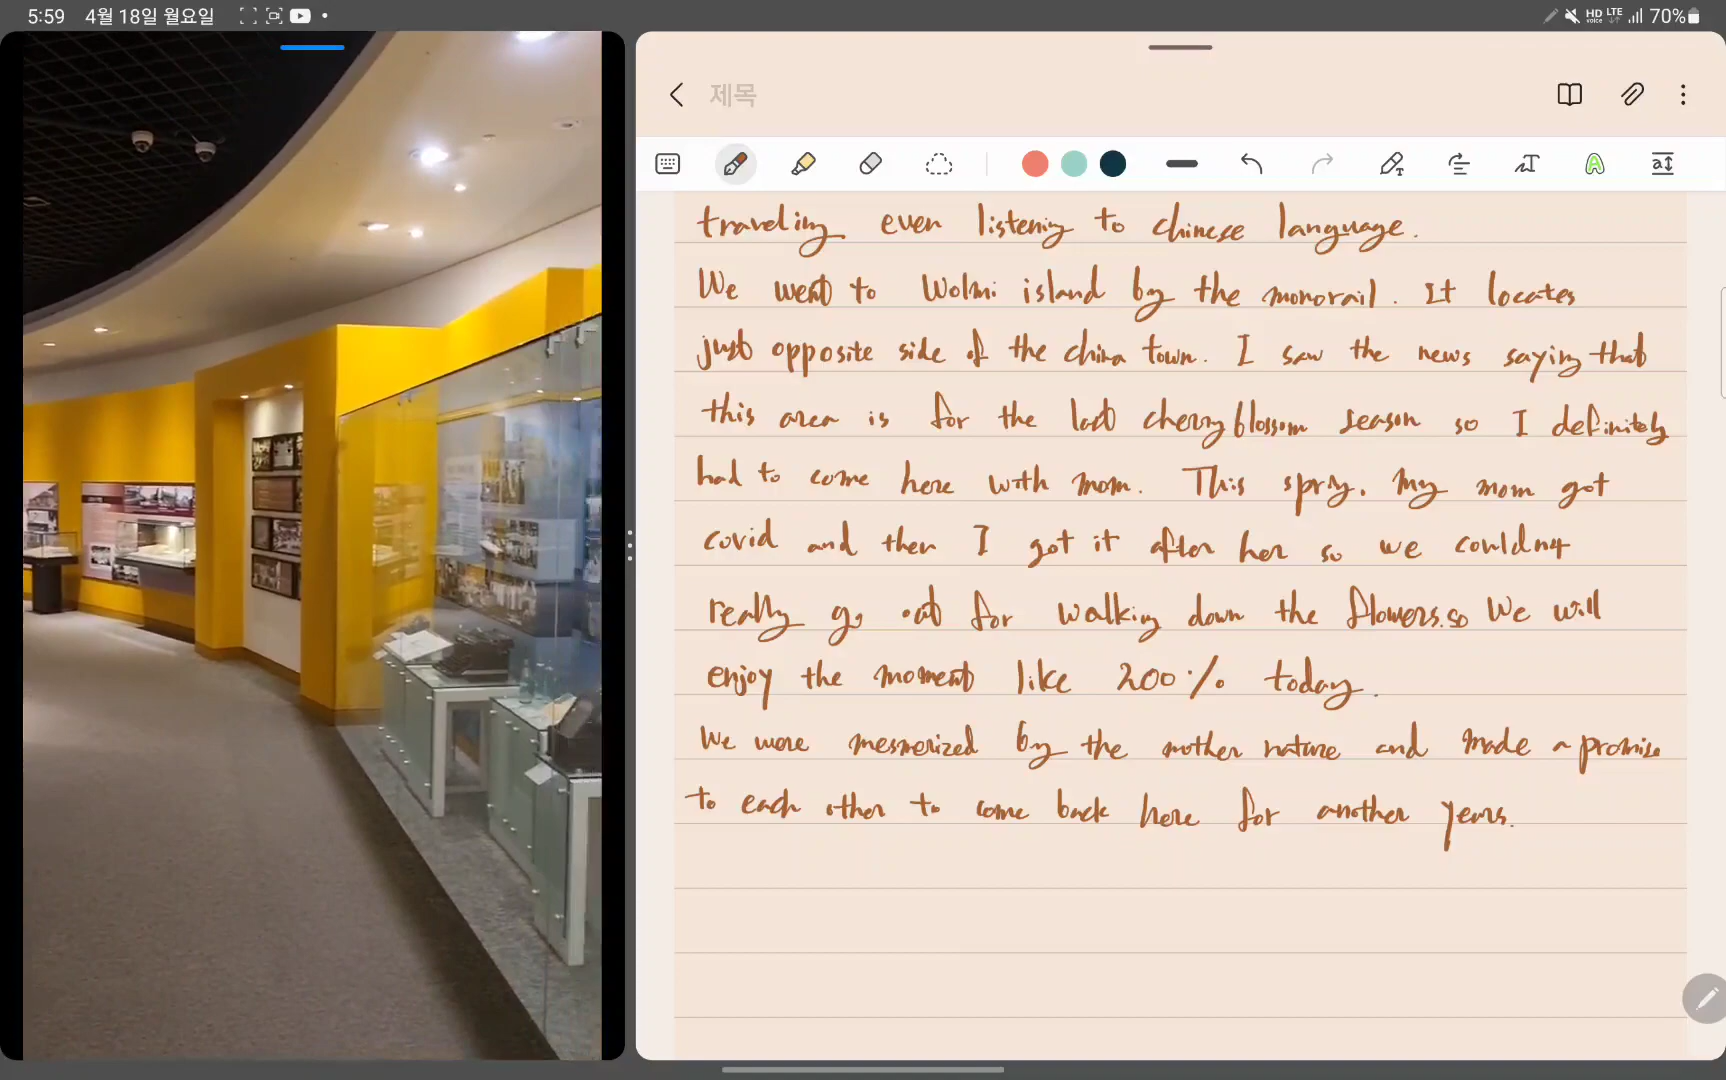 5:59 4월 18일 월요일
HD voice LTE 70%
제목
traveling even listening to chinese language.
We went to Wolmi island by the monorail. It locates
just opposite side of the china town. I saw the news saying that
this area is for the last cherry blossom season so I definitely
had to come here with mom. This spring. My mom got
covid and then I got it after her so we couldn't
really go out for walking down the flowers. so We will
enjoy the moment like 200% today.
We were mesmerized by the mother nature and made a promise
to each other to come back here for another years.